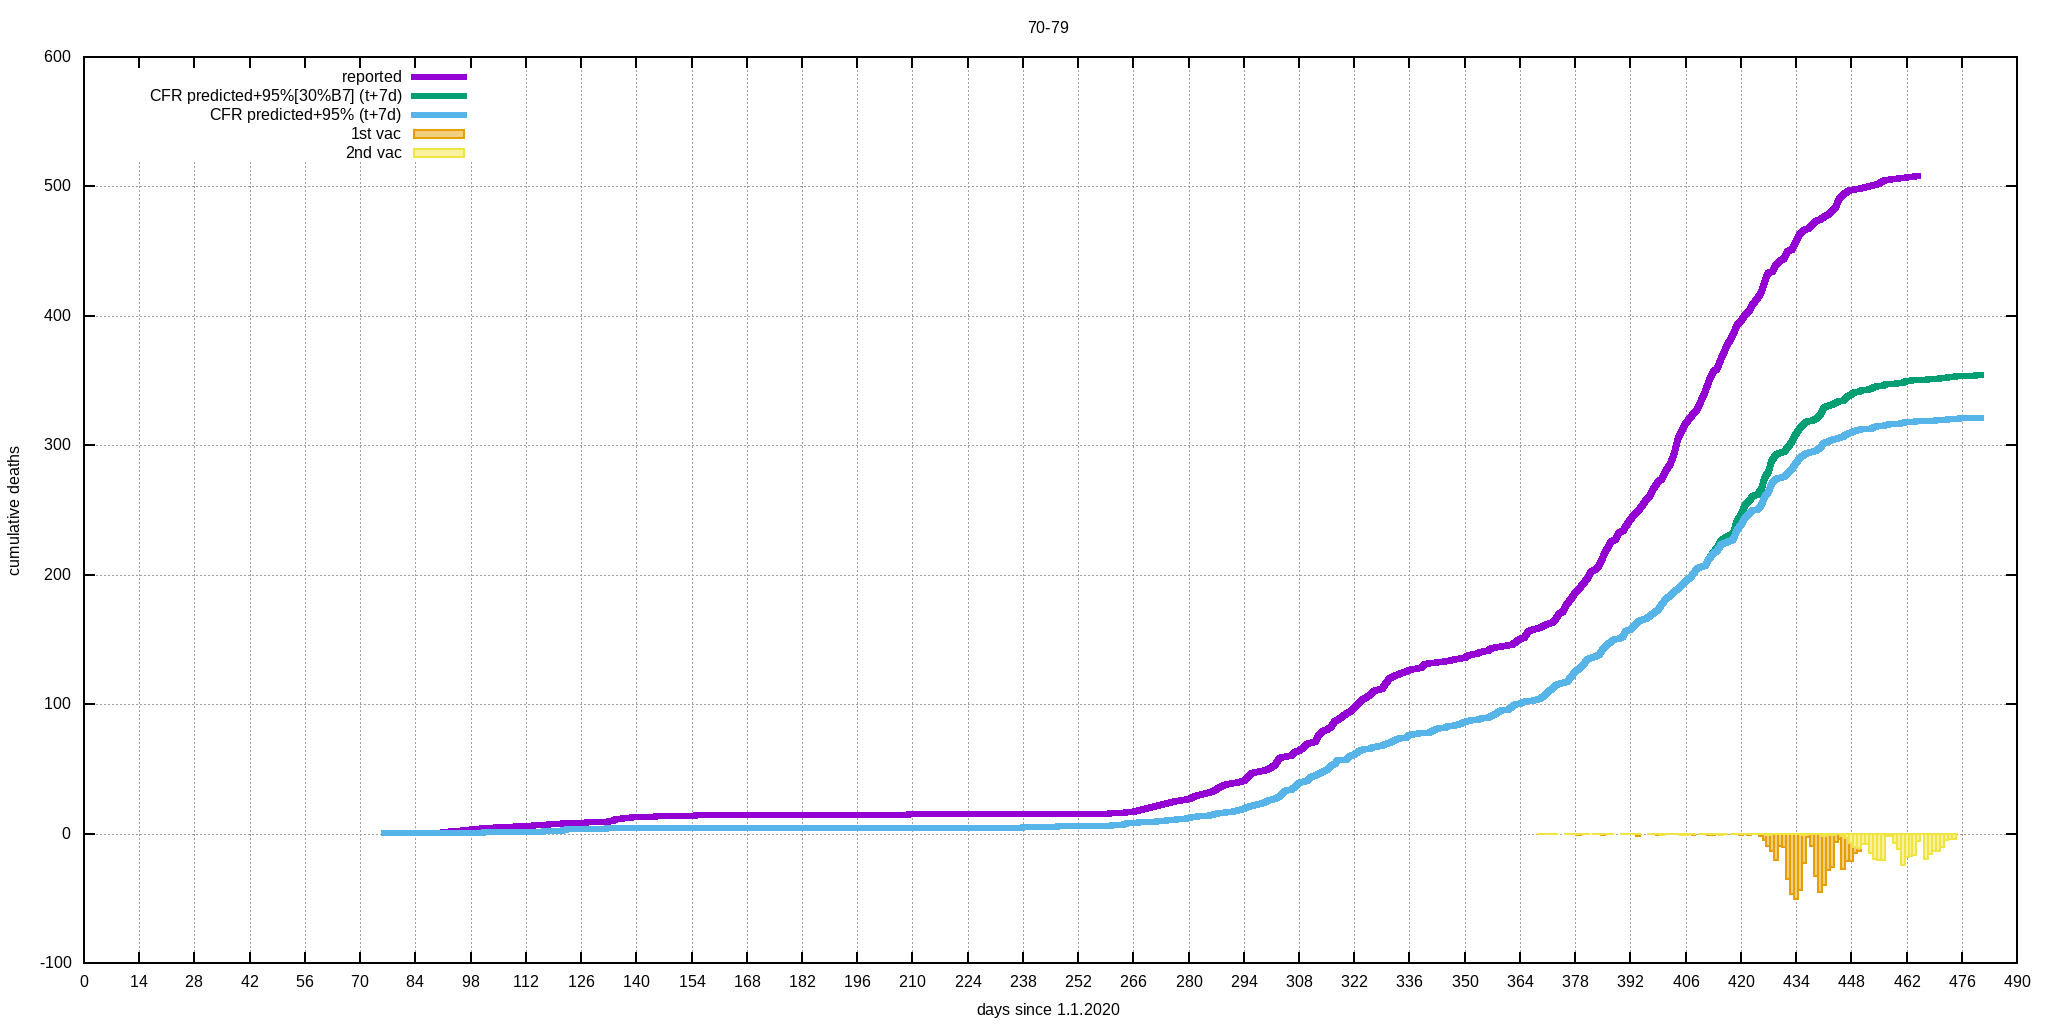 70-79
600
500
400
300
200
100
0
-100
cumulative deaths
reported
CFR predicted+95%[30%B7] (t+7d)
CFR predicted+95% (t+7d)
1st vac
2nd vac
0 14 28 42 56 70 84 98 112 126 140 154 168 182 196 210 224 238 252 266 280 294 308 322 336 350 364 378 392 406 420 434 448 462 476 490
days since 1.1.2020